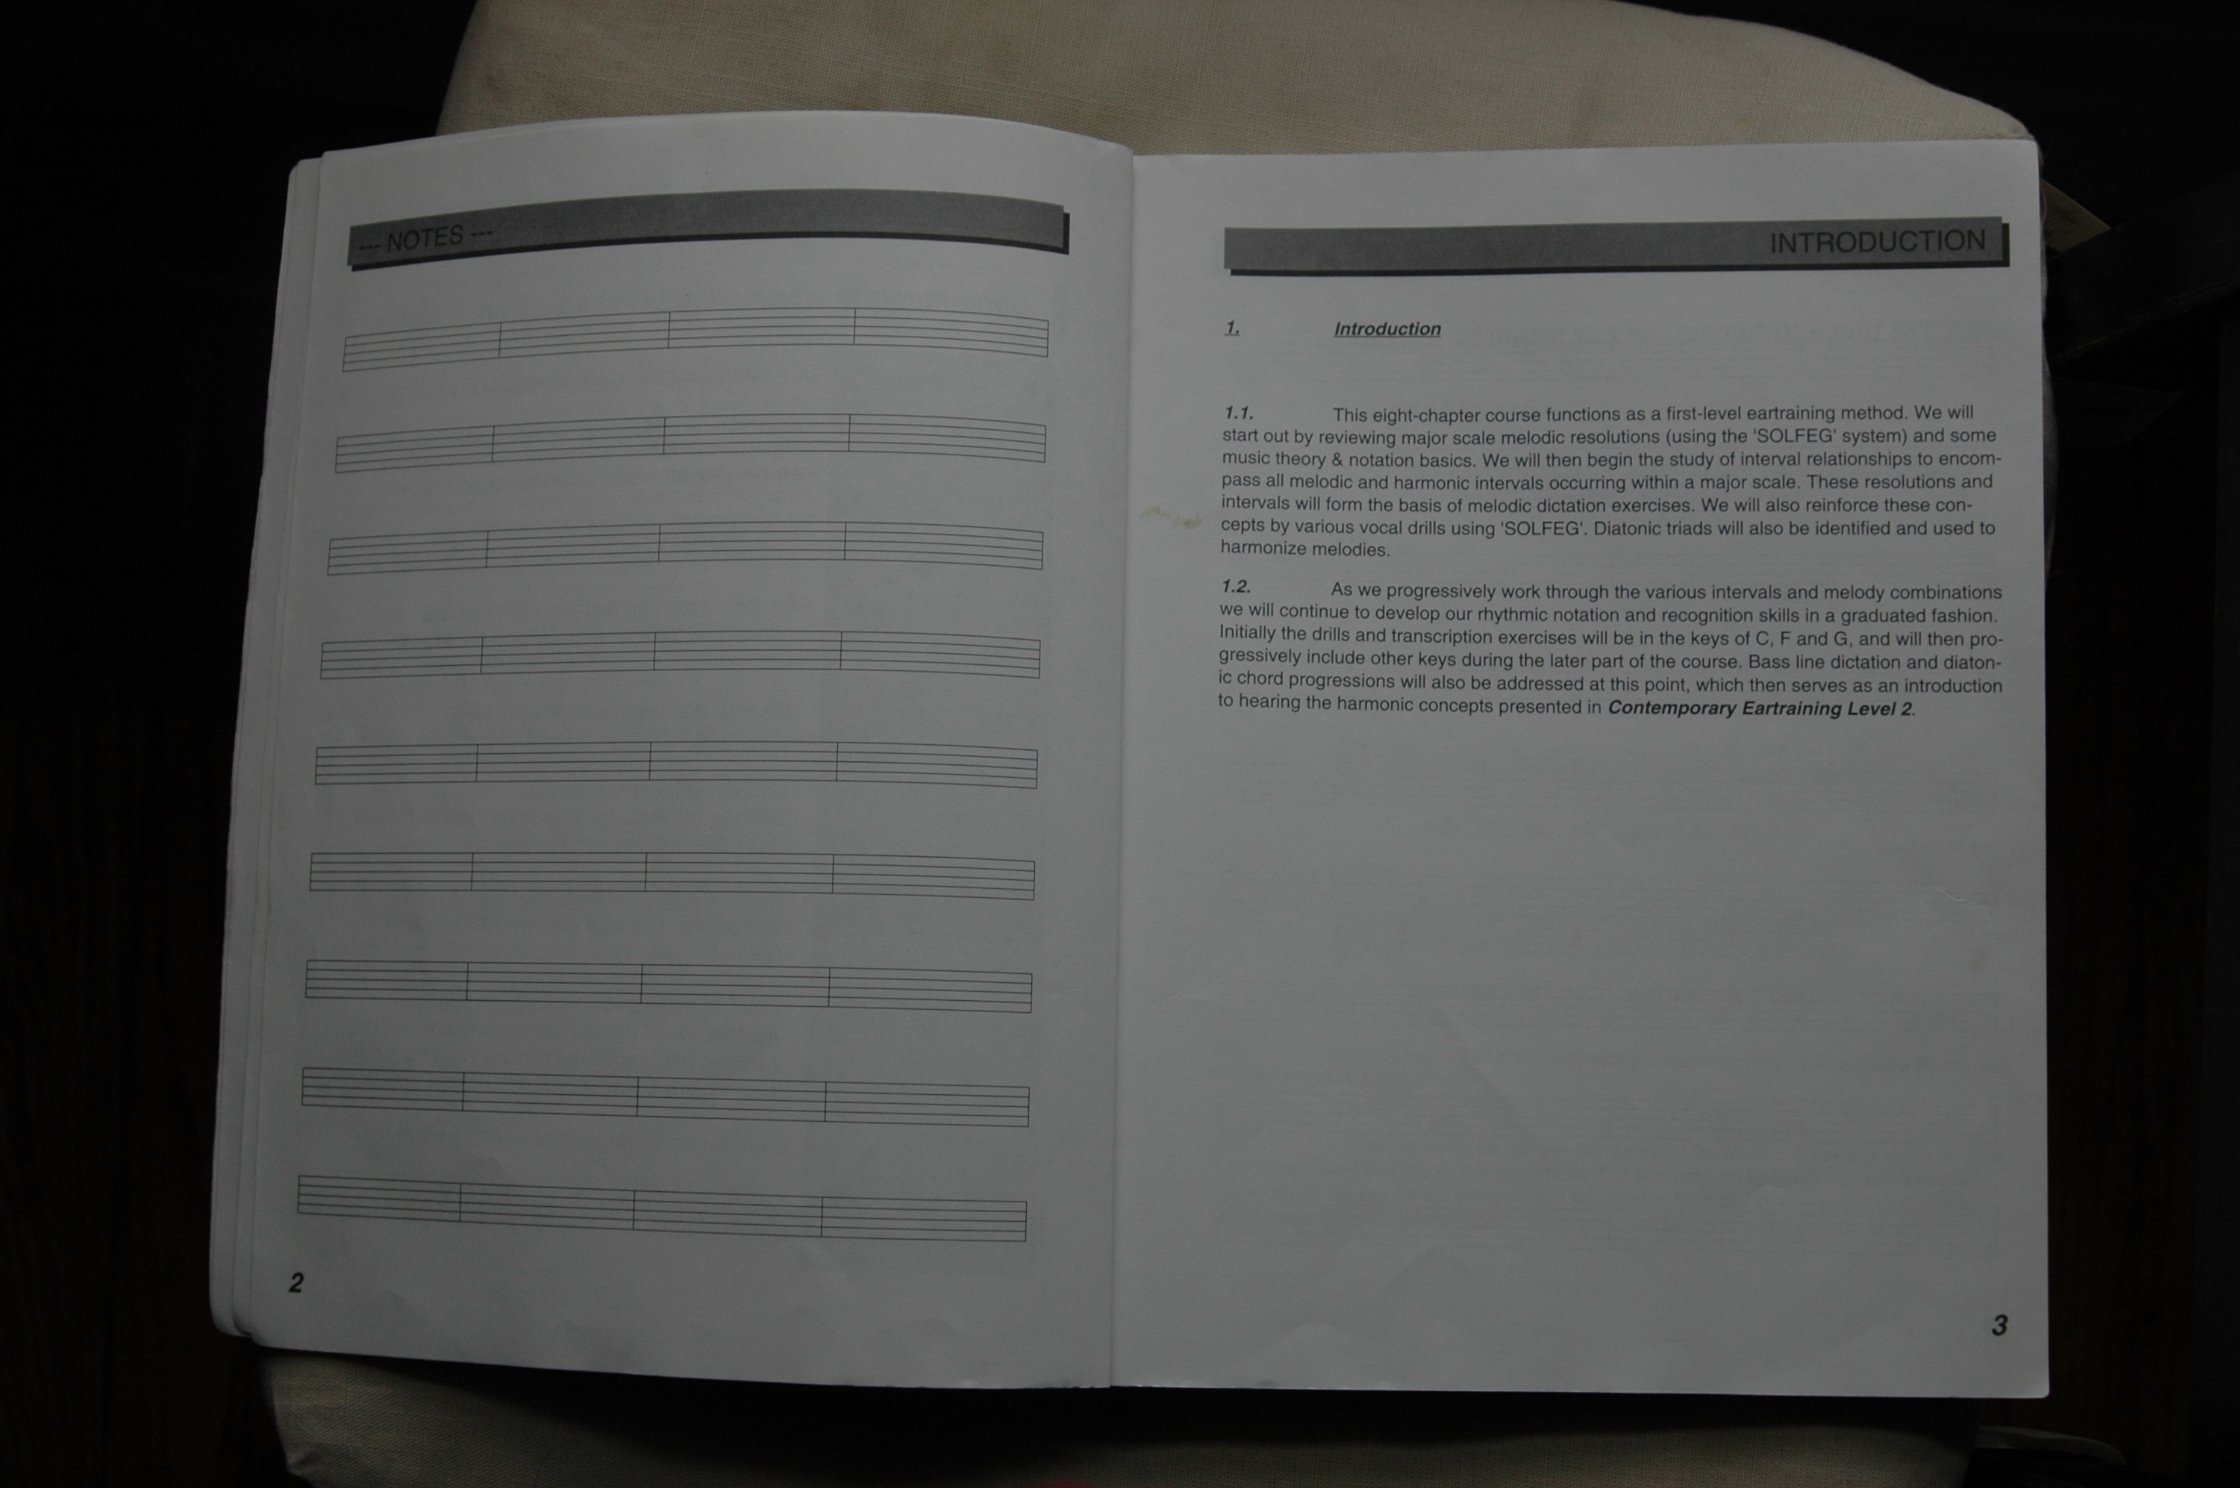 --- NOTES ---
2
INTRODUCTION
1. Introduction
1.1. This eight-chapter course functions as a first-level eartraining method. We will
start out by reviewing major scale melodic resolutions (using the 'SOLFEG' system) and some
music theory & notation basics. We will then begin the study of interval relationships to encom-
pass all melodic and harmonic intervals occurring within a major scale. These resolutions and
intervals will form the basis of melodic dictation exercises. We will also reinforce these con-
cepts by various vocal drills using 'SOLFEG'. Diatonic triads will also be identified and used to
harmonize melodies.
1.2. As we progressively work through the various intervals and melody combinations
we will continue to develop our rhythmic notation and recognition skills in a graduated fashion.
Initially the drills and transcription exercises will be in the keys of C, F and G, and will then pro-
gressively include other keys during the later part of the course. Bass line dictation and diaton-
ic chord progressions will also be addressed at this point, which then serves as an introduction
to hearing the harmonic concepts presented in Contemporary Eartraining Level 2.
3